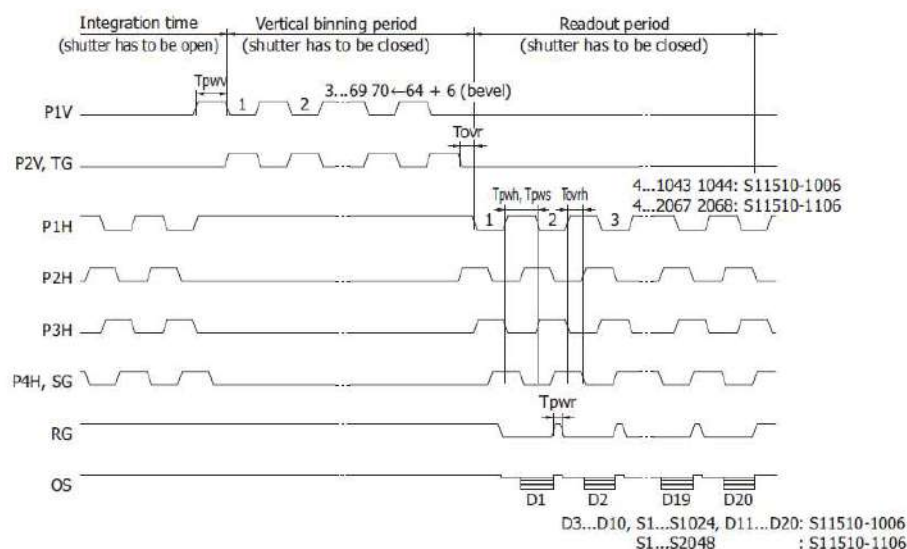 Integration time Vertical binning period Readout period
(shutter has to be open) (shutter has to be closed) (shutter has to be closed)
Tpwv
3...69 70←64 + 6 (bevel)
P1V 1 2
Tovr
P2V, TG
4...1043 1044: S11510-1006
Tpwh, Tpws Tovrh
4...2067 2068: S11510-1106
P1H 1 2 3
P2H
P3H
P4H, SG
Tpwr
RG
OS
D1 D2 D19 D20
D3...D10, S1...S1024, D11...D20: S11510-1006
S1...S2048 : S11510-1106